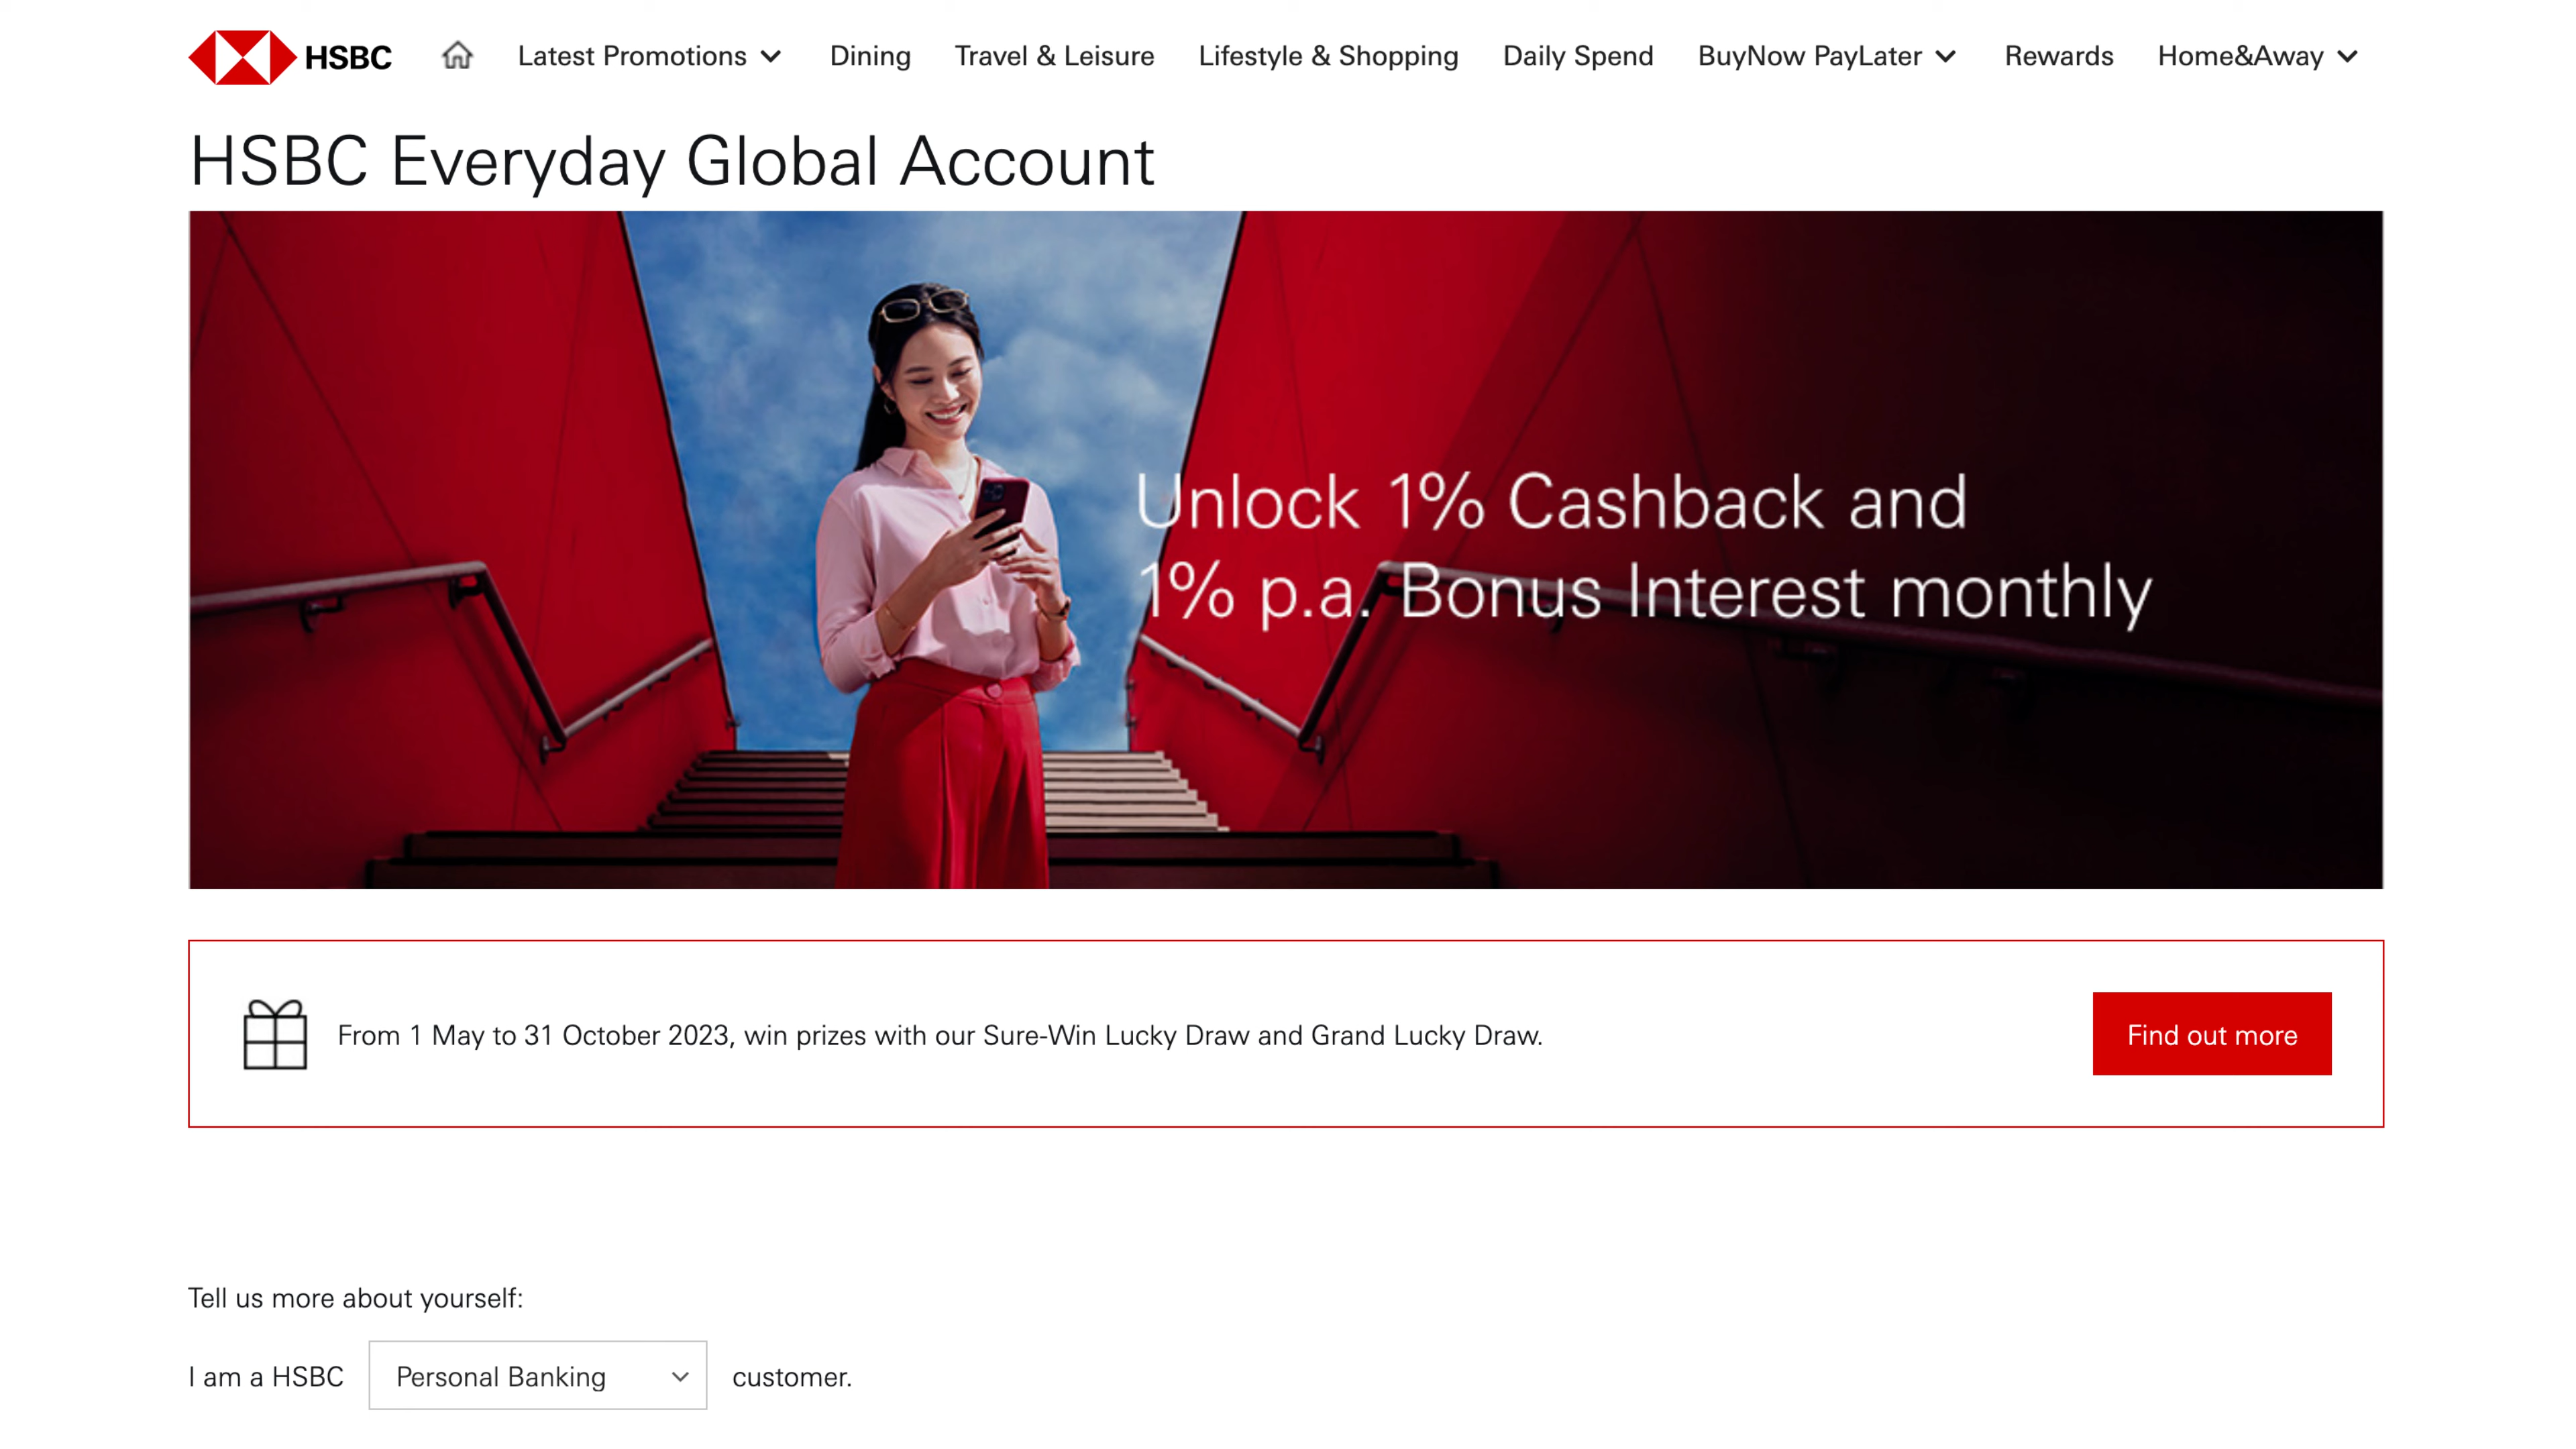 HSBC
Latest Promotions
Dining
Travel & Leisure
Lifestyle & Shopping
Daily Spend
BuyNow PayLater
Rewards
Home&Away
HSBC Everyday Global Account
Unlock 1% Cashback and
1% p.a. Bonus Interest monthly
From 1 May to 31 October 2023, win prizes with our Sure-Win Lucky Draw and Grand Lucky Draw.
Find out more
Tell us more about yourself:
I am a HSBC Personal Banking customer.